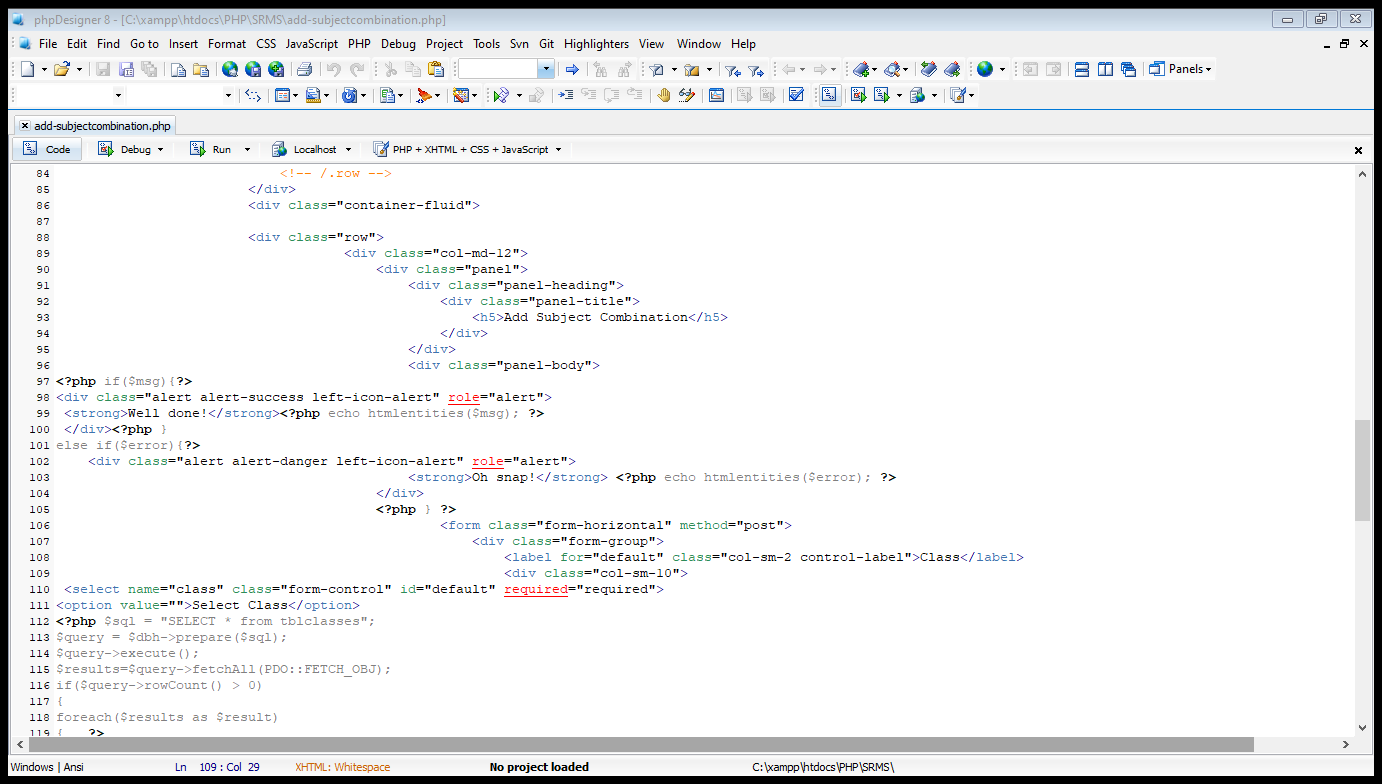 phpDesigner 8 - [C:\xampp\htdocs\PHP\SRMS\add-subjectcombination.php]
File Edit Find Go to Insert Format CSS JavaScript PHP Debug Project Tools Svn Git Highlighters View Window Help
Panels
add-subjectcombination.php
Code Debug Run Localhost PHP + XHTML + CSS + JavaScript
84 <!-- /.row -->
85 </div>
86 <div class="container-fluid">
87
88 <div class="row">
89 <div class="col-md-12">
90 <div class="panel">
91 <div class="panel-heading">
92 <div class="panel-title">
93 <h5>Add Subject Combination</h5>
94 </div>
95 </div>
96 <div class="panel-body">
97 <?php if($msg){?>
98 <div class="alert alert-success left-icon-alert" role="alert">
99 <strong>Well done!</strong><?php echo htmlentities($msg); ?>
100 </div><?php }
101 else if($error){?>
102 <div class="alert alert-danger left-icon-alert" role="alert">
103 <strong>Oh snap!</strong> <?php echo htmlentities($error); ?>
104 </div>
105 <?php } ?>
106 <form class="form-horizontal" method="post">
107 <div class="form-group">
108 <label for="default" class="col-sm-2 control-label">Class</label>
109 <div class="col-sm-10">
110 <select name="class" class="form-control" id="default" required="required">
111 <option value="">Select Class</option>
112 <?php $sql = "SELECT * from tblclasses";
113 $query = $dbh->prepare($sql);
114 $query->execute();
115 $results=$query->fetchAll(PDO::FETCH_OBJ);
116 if($query->rowCount() > 0)
117 {
118 foreach($results as $result)
119 { ?>
Windows | Ansi Ln 109 : Col 29 XHTML: Whitespace No project loaded C:\xampp\htdocs\PHP\SRMS\